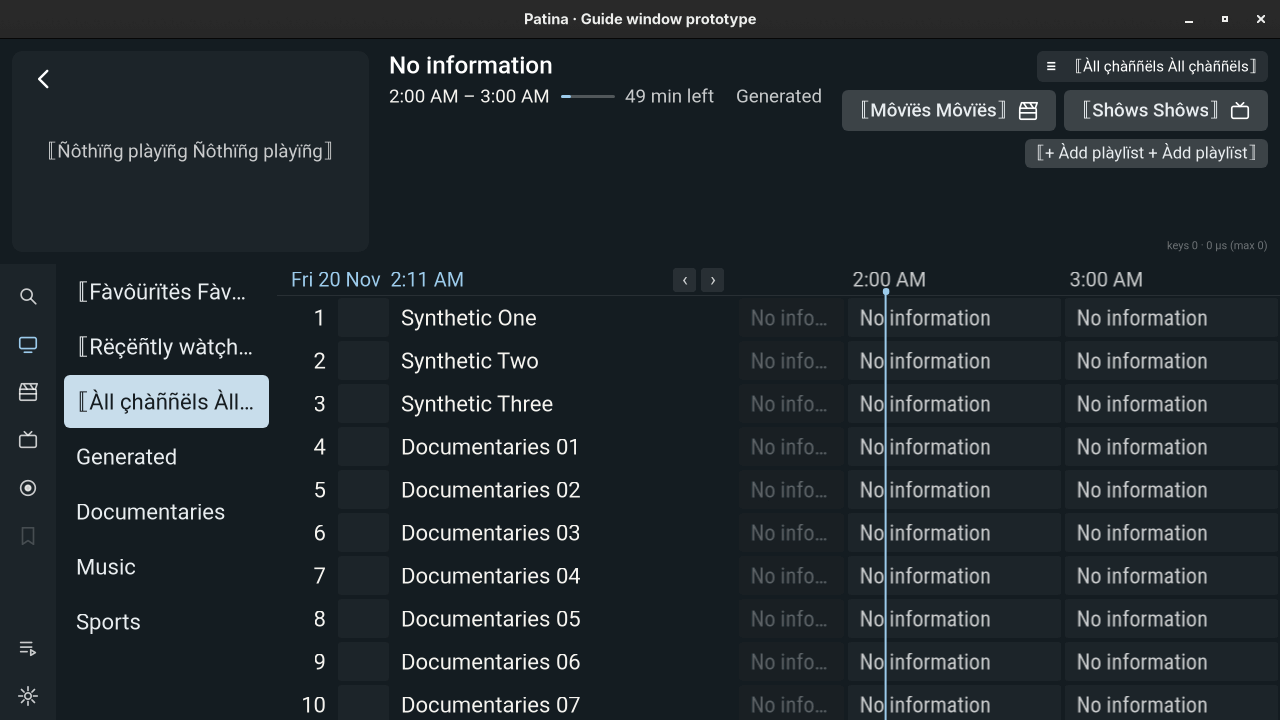 Patina · Guide window prototype
⟦Ñôthïñg plàyïñg Ñôthïñg plàyïñg⟧
No information
2:00 AM – 3:00 AM 49 min left Generated
⟦Àll çhàññëls Àll çhàññëls⟧
⟦Môvïës Môvïës⟧
⟦Shôws Shôws⟧
⟦+ Àdd plàylïst + Àdd plàylïst⟧
keys 0 · 0 µs (max 0)
⟦Fàvôürïtës Fàv…
⟦Rëçëñtly wàtçh…
⟦Àll çhàññëls Àll…
Generated
Documentaries
Music
Sports
Fri 20 Nov 2:11 AM ‹ › 2:00 AM 3:00 AM
1 Synthetic One No info… No information No information
2 Synthetic Two No info… No information No information
3 Synthetic Three No info… No information No information
4 Documentaries 01 No info… No information No information
5 Documentaries 02 No info… No information No information
6 Documentaries 03 No info… No information No information
7 Documentaries 04 No info… No information No information
8 Documentaries 05 No info… No information No information
9 Documentaries 06 No info… No information No information
10 Documentaries 07 No info… No information No information